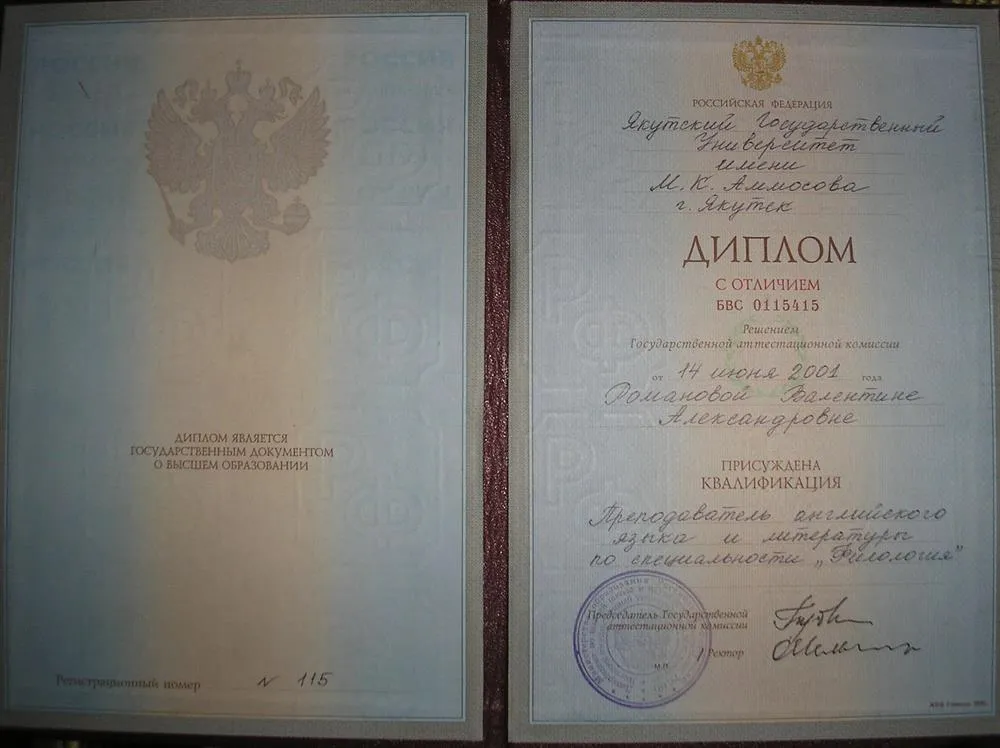 ДИПЛОМ ЯВЛЯЕТСЯ
ГОСУДАРСТВЕННЫМ ДОКУМЕНТОМ
О ВЫСШЕМ ОБРАЗОВАНИИ
Регистрационный номер № 115
РОССИЙСКАЯ ФЕДЕРАЦИЯ
Якутский Государственный
Университет
имени
М. К. Аммосова
г. Якутск
ДИПЛОМ
С ОТЛИЧИЕМ
БВС 0115415
Решением
Государственной аттестационной комиссии
от 14 июня 2001 года
Романовой Валентине
Александровне
ПРИСУЖДЕНА
КВАЛИФИКАЦИЯ
Преподаватель английского
языка и литературы
по специальности „Филология"
Председатель Государственной
аттестационной комиссии
Ректор
М.П.